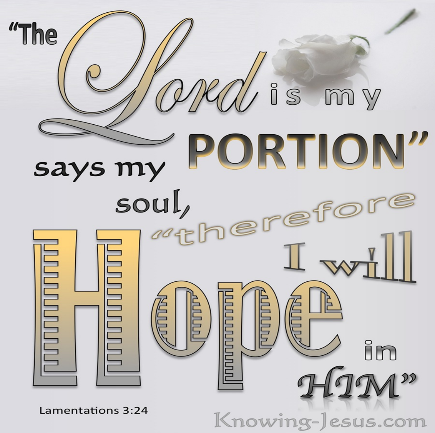 "The Lord is my
PORTION"
says my
soul,
"therefore
I will
Hope
in
HIM"
Lamentations 3:24
Knowing-Jesus.com